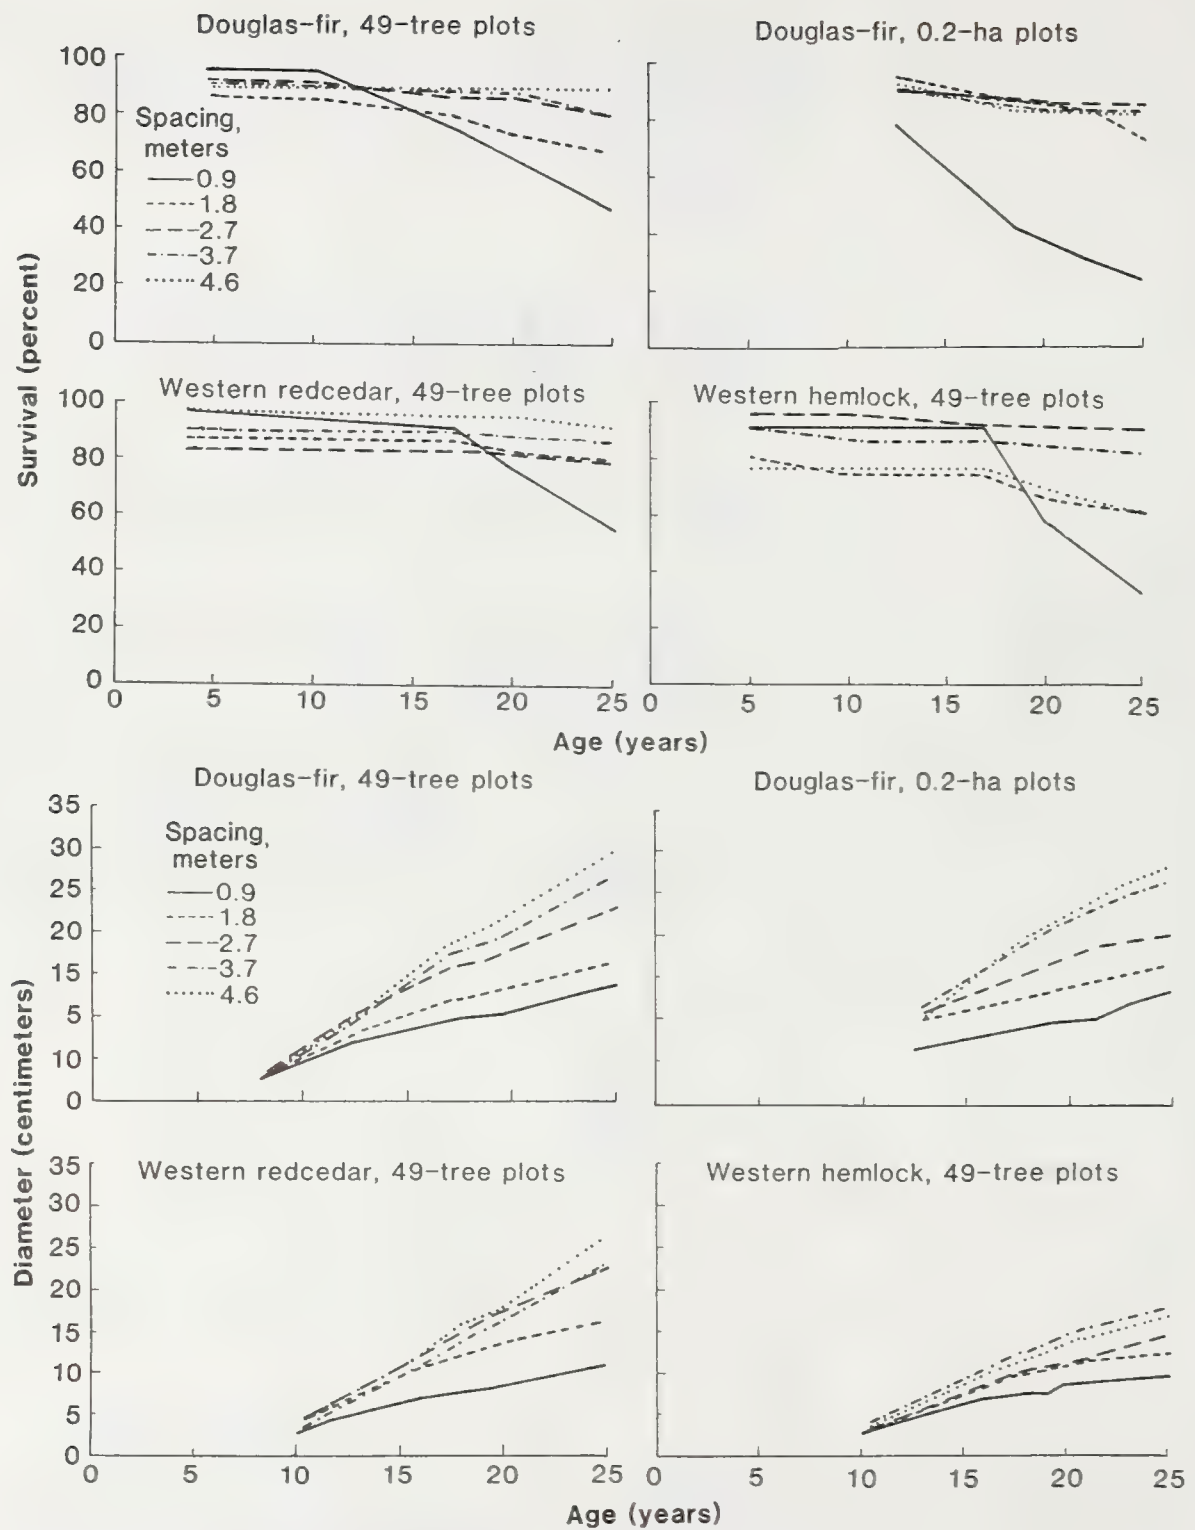 Douglas-fir, 49-tree plots
Douglas-fir, 0.2-ha plots
100
80
60
40
20
0
Spacing,
meters
0.9
1.8
2.7
3.7
4.6
Survival (percent)
Western redcedar, 49-tree plots
Western hemlock, 49-tree plots
100
80
60
40
20
0
0 5 10 15 20 25
0 5 10 15 20 25
Age (years)
Douglas-fir, 49-tree plots
Douglas-fir, 0.2-ha plots
35
30
25
20
15
5
10
0
Spacing,
meters
0.9
1.8
2.7
3.7
4.6
Diameter (centimeters)
Western redcedar, 49-tree plots
Western hemlock, 49-tree plots
35
30
25
20
15
10
5
0
0 5 10 15 20 25
0 5 10 15 20 25
Age (years)